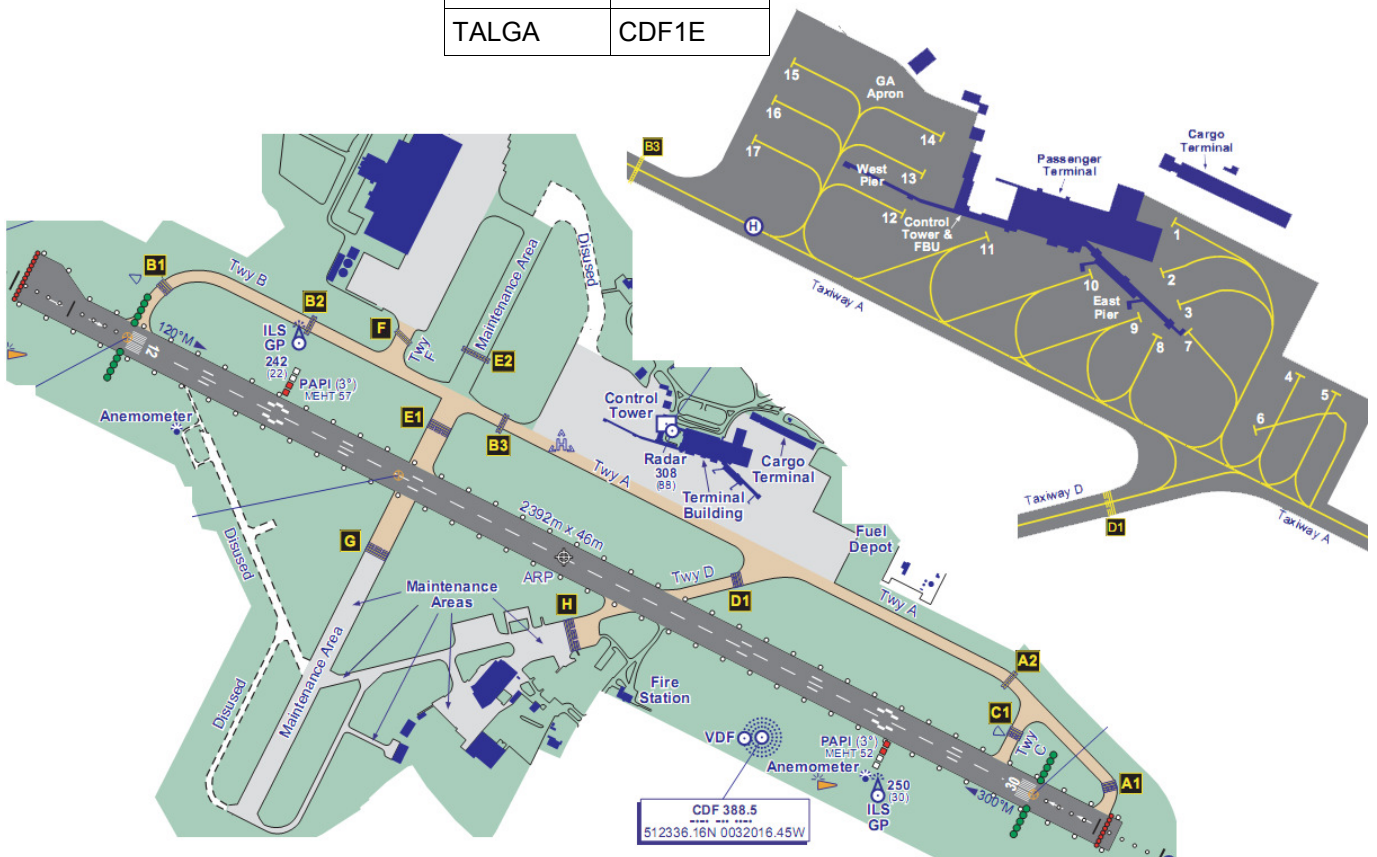 TALGA CDF1E
15
GA
Apron
16
14
17
13
West
Pier
12
Control
Tower &
FBU
11
Passenger
Terminal
Cargo
Terminal
B3
H
Taxiway A
1
2
3
10
East
Pier
9
8
7
4
5
6
Taxiway D
D1
Taxiway A
B1
Twy B
B2
ILS
GP
242
(22)
F
Twy
F
Maintenance Area
E2
Disused
120°M
12
PAPI (3°)
MEHT 57
Anemometer
E1
B3
H
Control
Tower
Radar
308
(88)
Terminal
Building
Cargo
Terminal
Twy A
2392m x 46m
Fuel
Depot
Disused
G
ARP
Twy D
D1
Twy A
Maintenance
Areas
H
Maintenance Area
Disused
Fire
Station
A2
C1
Twy
C
VDF
PAPI (3°)
MEHT 52
Anemometer
250
(30)
ILS
GP
30
300°M
A1
CDF 388.5
512336.16N 0032016.45W